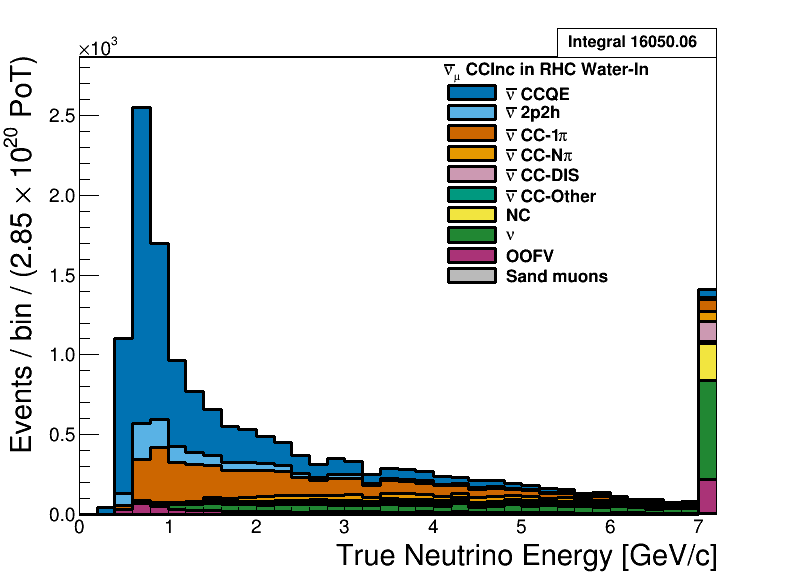 Integral 16050.06
×10³
ν̅μ CCInc in RHC Water-In
ν̅ CCQE
ν̅ 2p2h
ν̅ CC-1π
ν̅ CC-Nπ
ν̅ CC-DIS
ν̅ CC-Other
NC
ν
OOFV
Sand muons
Events / bin / (2.85 × 10²⁰ PoT)
2.5
2.0
1.5
1.0
0.5
0.0
0 1 2 3 4 5 6 7
True Neutrino Energy [GeV/c]